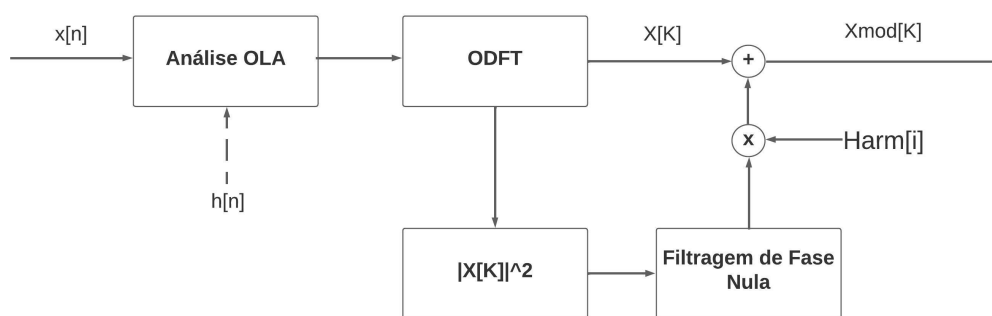 x[n]
Análise OLA
ODFT
X[K]
Xmod[K]
+
x
Harm[i]
h[n]
|X[K]|^2
Filtragem de Fase
Nula